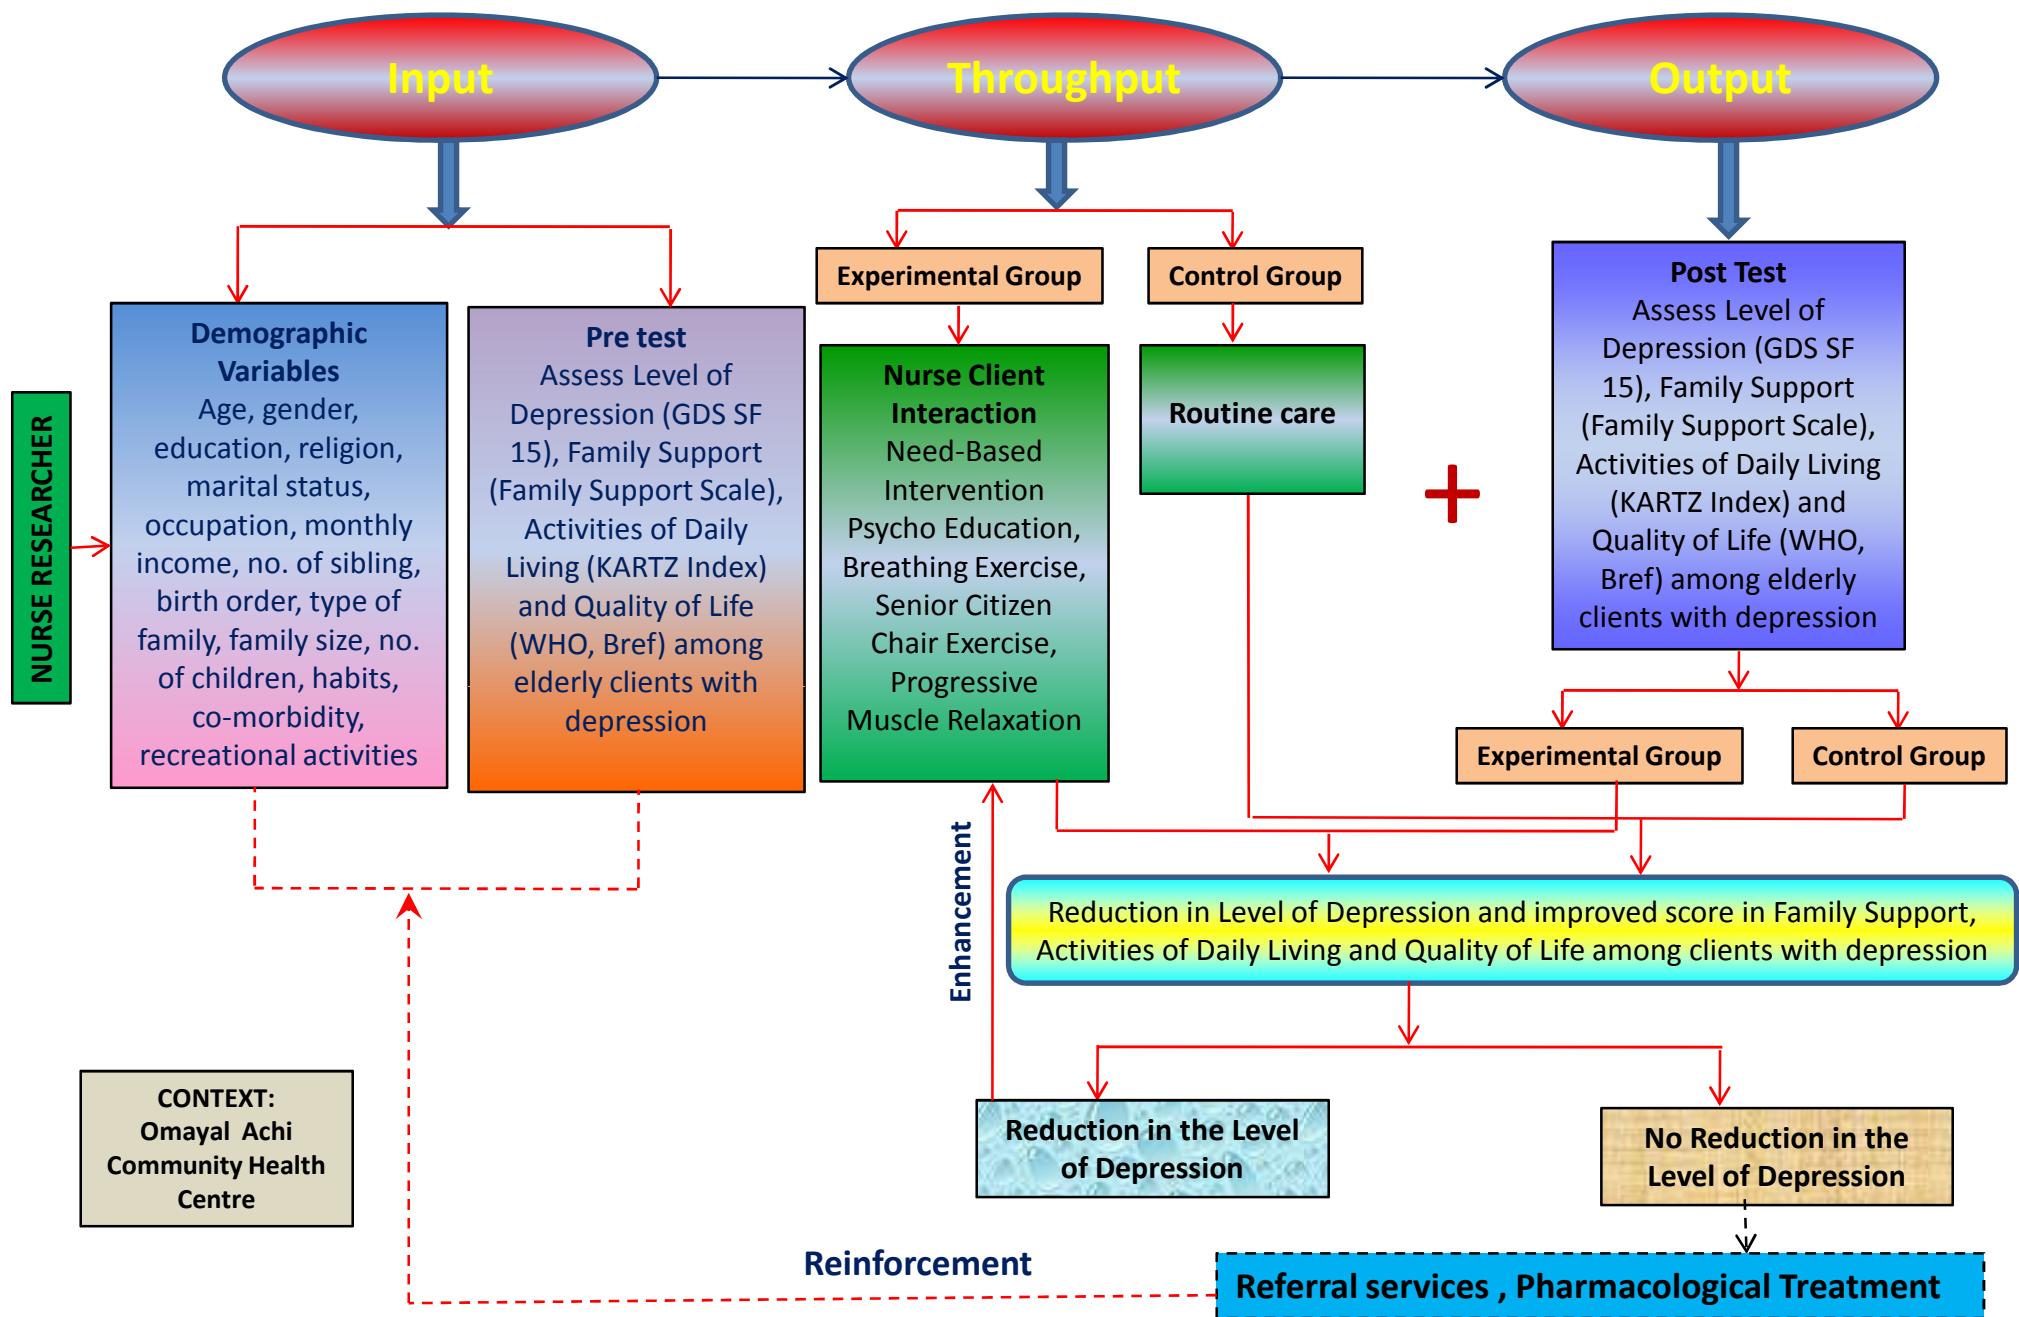 Input
Throughput
Output
NURSE RESEARCHER
Demographic
Variables
Age, gender,
education, religion,
marital status,
occupation, monthly
income, no. of sibling,
birth order, type of
family, family size, no.
of children, habits,
co-morbidity,
recreational activities
Pre test
Assess Level of
Depression (GDS SF
15), Family Support
(Family Support Scale),
Activities of Daily
Living (KARTZ Index)
and Quality of Life
(WHO, Bref) among
elderly clients with
depression
Experimental Group
Control Group
Nurse Client
Interaction
Need-Based
Intervention
Psycho Education,
Breathing Exercise,
Senior Citizen
Chair Exercise,
Progressive
Muscle Relaxation
Routine care
+
Post Test
Assess Level of
Depression (GDS SF
15), Family Support
(Family Support Scale),
Activities of Daily Living
(KARTZ Index) and
Quality of Life (WHO,
Bref) among elderly
clients with depression
Experimental Group
Control Group
Enhancement
Reduction in Level of Depression and improved score in Family Support,
Activities of Daily Living and Quality of Life among clients with depression
CONTEXT:
Omayal Achi
Community Health
Centre
Reduction in the Level
of Depression
No Reduction in the
Level of Depression
Reinforcement
Referral services , Pharmacological Treatment